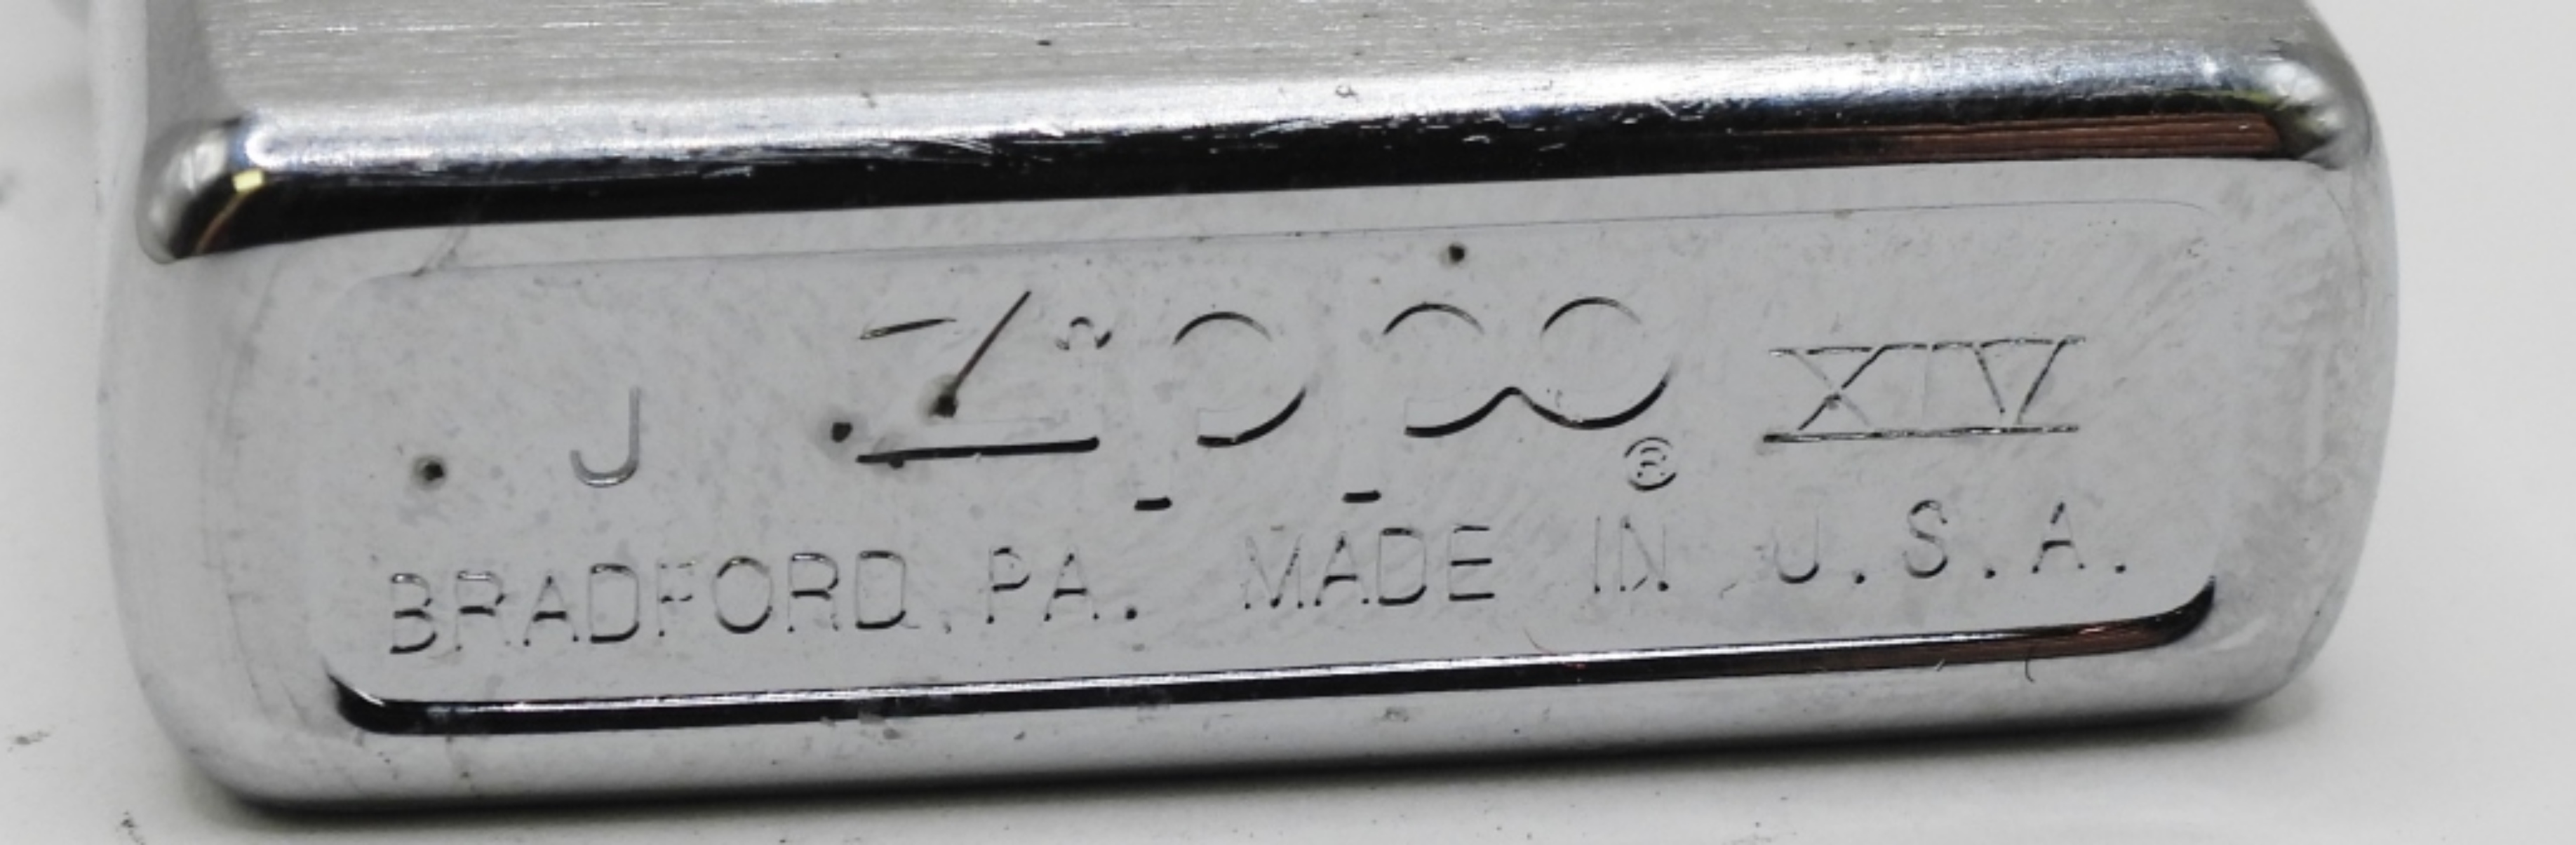 J Zippo XIV
®
BRADFORD, PA. MADE IN U.S.A.